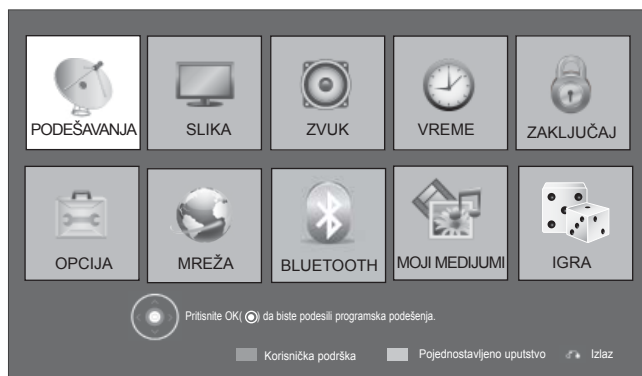 PODEŠAVANJA SLIKA ZVUK VREME ZAKLJUČAJ
OPCIJA MREŽA BLUETOOTH MOJI MEDIJUMI IGRA
Pritisnite OK( ) da biste podesili programska podešenja.
Korisnička podrška Pojednostavljeno uputstvo Izlaz